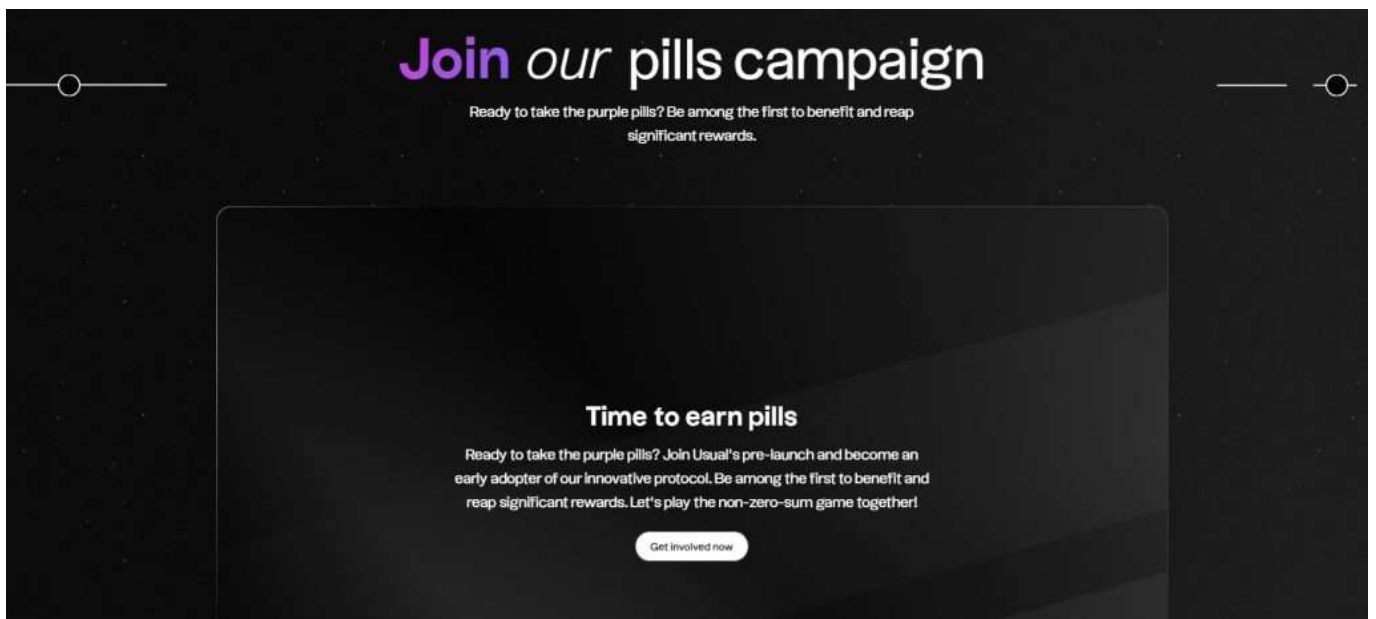 Join our pills campaign
Ready to take the purple pills? Be among the first to benefit and reap
significant rewards.
Time to earn pills
Ready to take the purple pills? Join Usual's pre-launch and become an
early adopter of our innovative protocol. Be among the first to benefit and
reap significant rewards. Let's play the non-zero-sum game together!
Get involved now